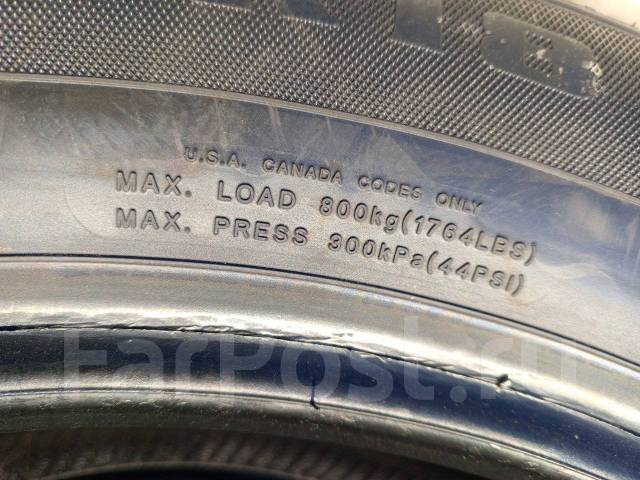 U.S.A. CANADA CODES ONLY
MAX. LOAD 800kg(1764LBS)
MAX. PRESS 300kPa(44PSI)
FarPost.ru